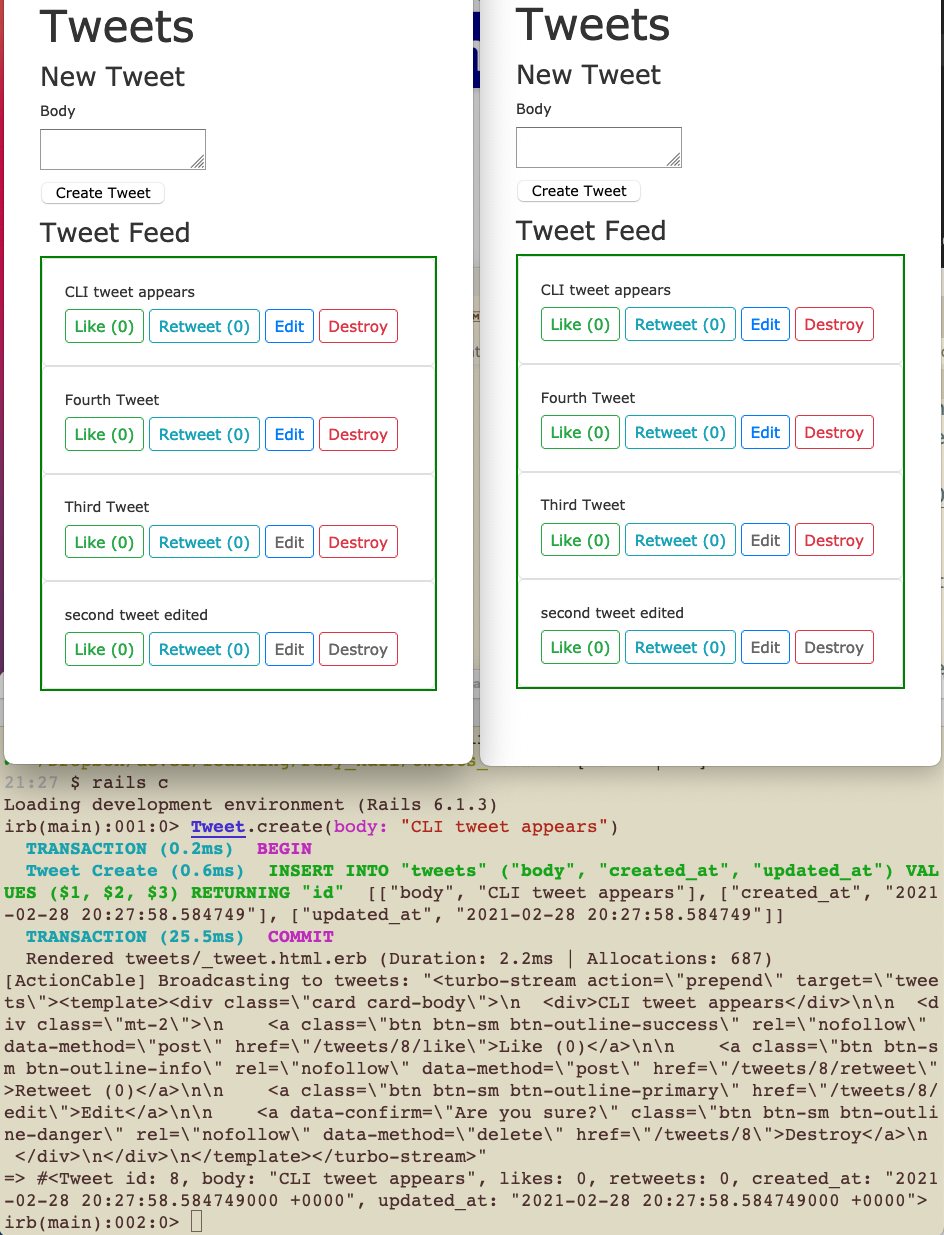 Tweets
New Tweet
Body
Create Tweet
Tweet Feed
CLI tweet appears
Like (0) Retweet (0) Edit Destroy
Fourth Tweet
Like (0) Retweet (0) Edit Destroy
Third Tweet
Like (0) Retweet (0) Edit Destroy
second tweet edited
Like (0) Retweet (0) Edit Destroy
Tweets
New Tweet
Body
Create Tweet
Tweet Feed
CLI tweet appears
Like (0) Retweet (0) Edit Destroy
Fourth Tweet
Like (0) Retweet (0) Edit Destroy
Third Tweet
Like (0) Retweet (0) Edit Destroy
second tweet edited
Like (0) Retweet (0) Edit Destroy
21:27 $ rails c
Loading development environment (Rails 6.1.3)
irb(main):001:0> Tweet.create(body: "CLI tweet appears")
  TRANSACTION (0.2ms)  BEGIN
  Tweet Create (0.6ms)  INSERT INTO "tweets" ("body", "created_at", "updated_at") VAL
UES ($1, $2, $3) RETURNING "id"  [["body", "CLI tweet appears"], ["created_at", "2021
-02-28 20:27:58.584749"], ["updated_at", "2021-02-28 20:27:58.584749"]]
  TRANSACTION (25.5ms)  COMMIT
  Rendered tweets/_tweet.html.erb (Duration: 2.2ms | Allocations: 687)
[ActionCable] Broadcasting to tweets: "<turbo-stream action=\"prepend\" target=\"twee
ts\"><template><div class=\"card card-body\">\n  <div>CLI tweet appears</div>\n\n  <d
iv class=\"mt-2\">\n    <a class=\"btn btn-sm btn-outline-success\" rel=\"nofollow\"
data-method=\"post\" href=\"/tweets/8/like\">Like (0)</a>\n\n    <a class=\"btn btn-s
m btn-outline-info\" rel=\"nofollow\" data-method=\"post\" href=\"/tweets/8/retweet\"
>Retweet (0)</a>\n\n    <a class=\"btn btn-sm btn-outline-primary\" href=\"/tweets/8/
edit\">Edit</a>\n\n    <a data-confirm=\"Are you sure?\" class=\"btn btn-sm btn-outli
ne-danger\" rel=\"nofollow\" data-method=\"delete\" href=\"/tweets/8\">Destroy</a>\n
 </div>\n</div>\n</template></turbo-stream>"
=> #<Tweet id: 8, body: "CLI tweet appears", likes: 0, retweets: 0, created_at: "2021
-02-28 20:27:58.584749000 +0000", updated_at: "2021-02-28 20:27:58.584749000 +0000">
irb(main):002:0>